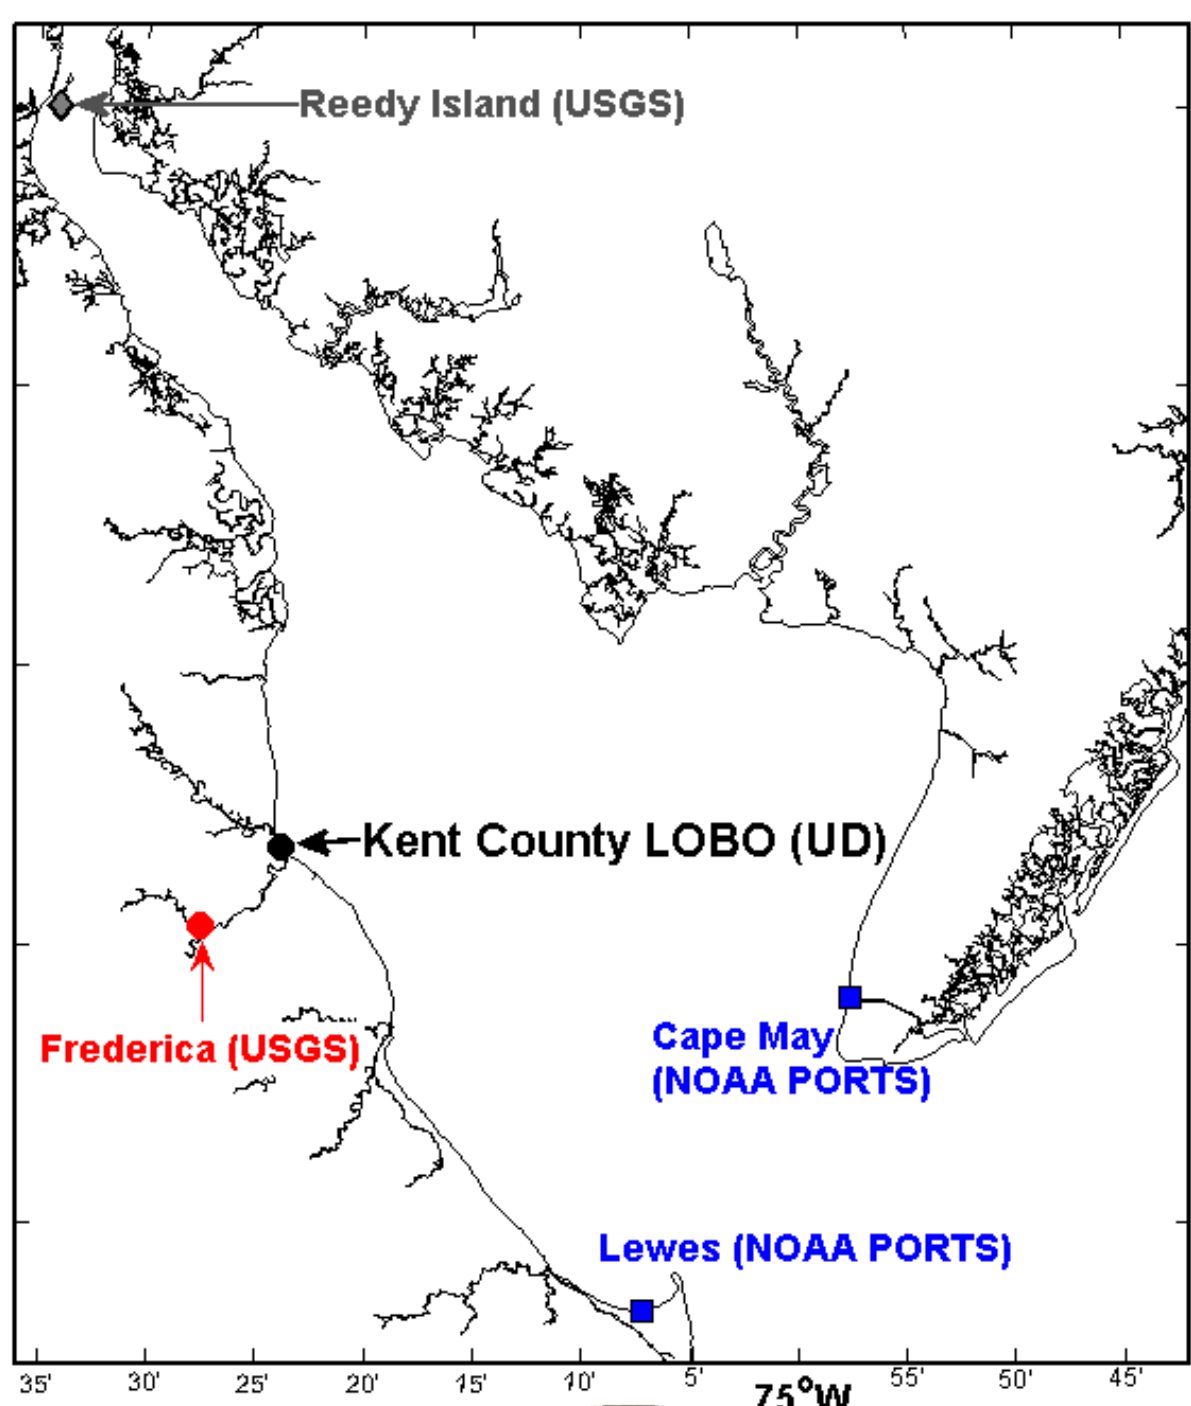 Reedy Island (USGS)
Kent County LOBO (UD)
Frederica (USGS)
Cape May
(NOAA PORTS)
Lewes (NOAA PORTS)
35' 30' 25' 20' 15' 10' 5' 75°W 55' 50' 45'